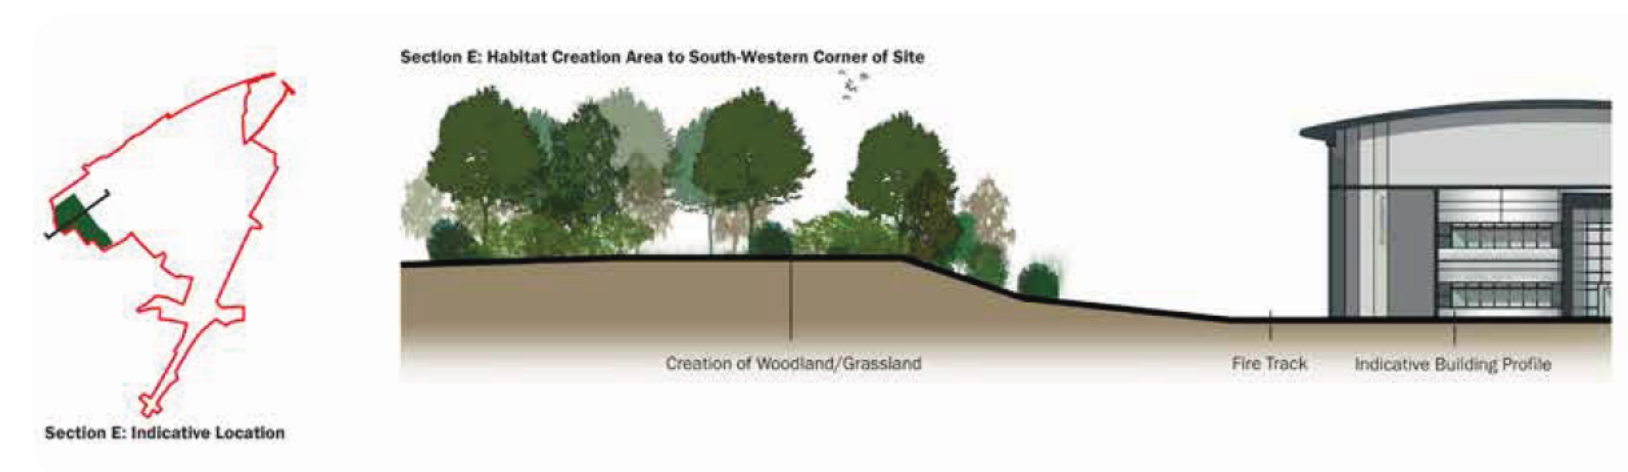 Section E: Habitat Creation Area to South-Western Corner of Site
Creation of Woodland/Grassland
Fire Track
Indicative Building Profile
Section E: Indicative Location